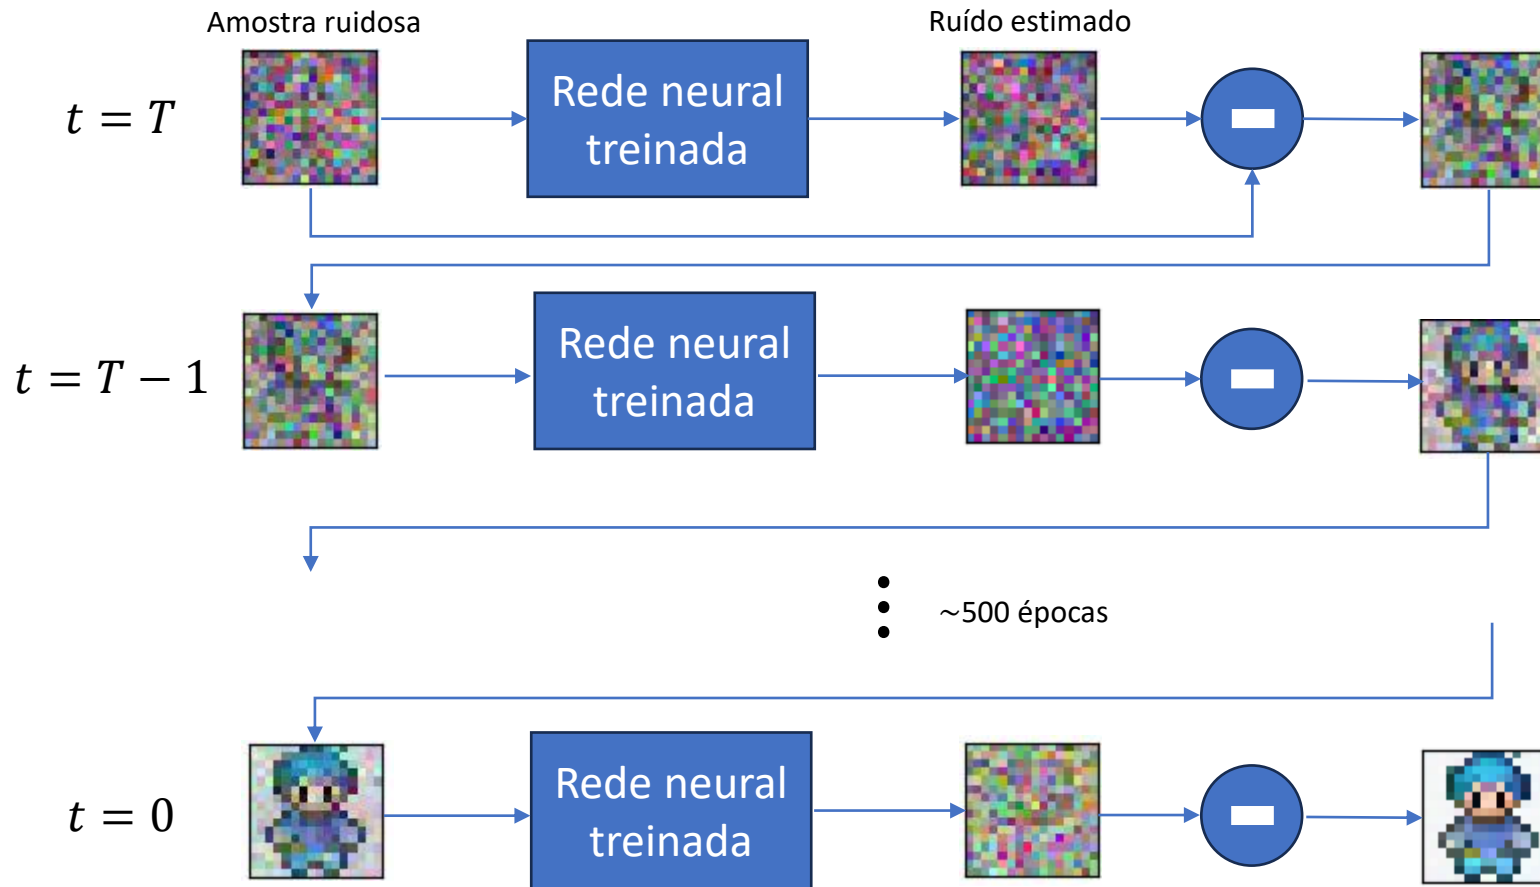 Amostra ruidosa
Ruído estimado
t = T
Rede neural
treinada
t = T − 1
Rede neural
treinada
~500 épocas
t = 0
Rede neural
treinada